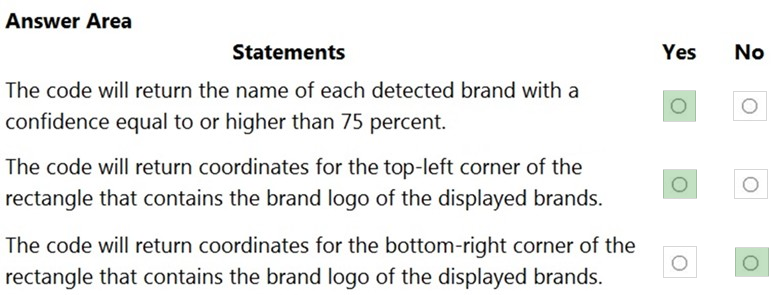 Answer Area
Statements Yes No
The code will return the name of each detected brand with a
confidence equal to or higher than 75 percent.
The code will return coordinates for the top-left corner of the
rectangle that contains the brand logo of the displayed brands.
The code will return coordinates for the bottom-right corner of the
rectangle that contains the brand logo of the displayed brands.